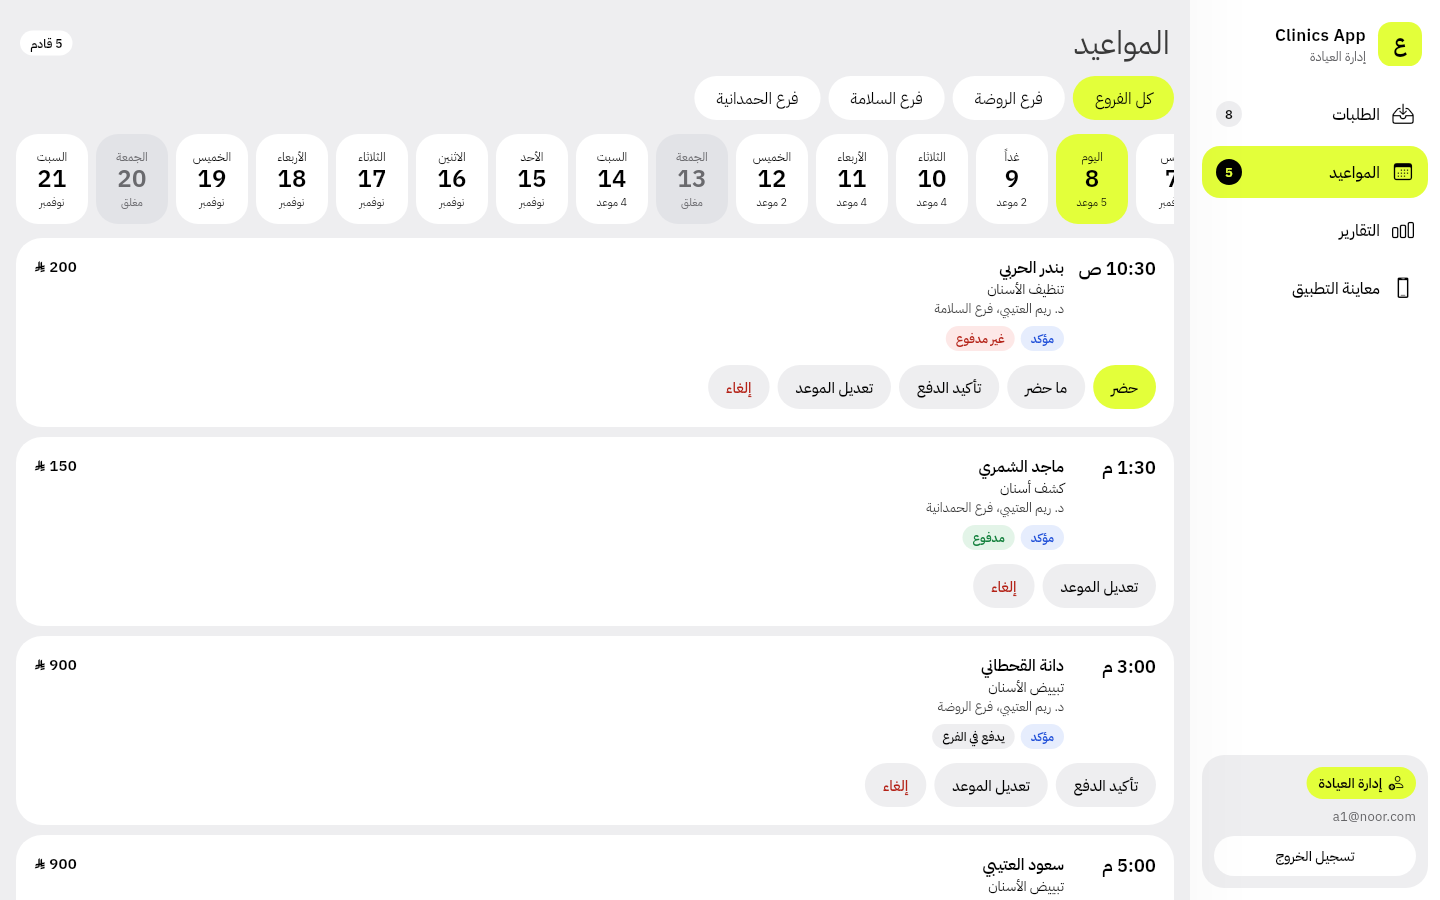 ع
Clinics App
إدارة العيادة
الطلبات
8
المواعيد
5
التقارير
معاينة التطبيق
إدارة العيادة
a1@noor.com
تسجيل الخروج
المواعيد
5 قادم
كل الفروع
فرع الروضة
فرع السلامة
فرع الحمدانية
اليوم
8
5 موعد
غداً
9
2 موعد
الثلاثاء
10
4 موعد
الأربعاء
11
4 موعد
الخميس
12
2 موعد
الجمعة
13
مغلق
السبت
14
4 موعد
الأحد
15
نوفمبر
الاثنين
16
نوفمبر
الثلاثاء
17
نوفمبر
الأربعاء
18
نوفمبر
الخميس
19
نوفمبر
الجمعة
20
مغلق
السبت
21
نوفمبر
10:30 ص
بندر الحربي
200
تنظيف الأسنان
د. ريم العتيبي، فرع السلامة
مؤكد
غير مدفوع
حضر
ما حضر
تأكيد الدفع
تعديل الموعد
إلغاء
1:30 م
ماجد الشمري
150
كشف أسنان
د. ريم العتيبي، فرع الحمدانية
مؤكد
مدفوع
تعديل الموعد
إلغاء
3:00 م
دانة القحطاني
900
تبييض الأسنان
د. ريم العتيبي، فرع الروضة
مؤكد
يدفع في الفرع
تأكيد الدفع
تعديل الموعد
إلغاء
5:00 م
سعود العتيبي
900
تبييض الأسنان